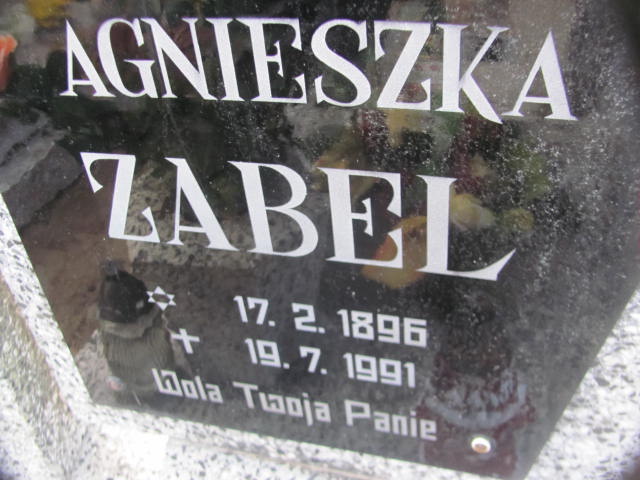 AGNIESZKA
ZABEL
✡ 17. 2. 1896
+ 19. 7. 1991
Wola Twoja Panie